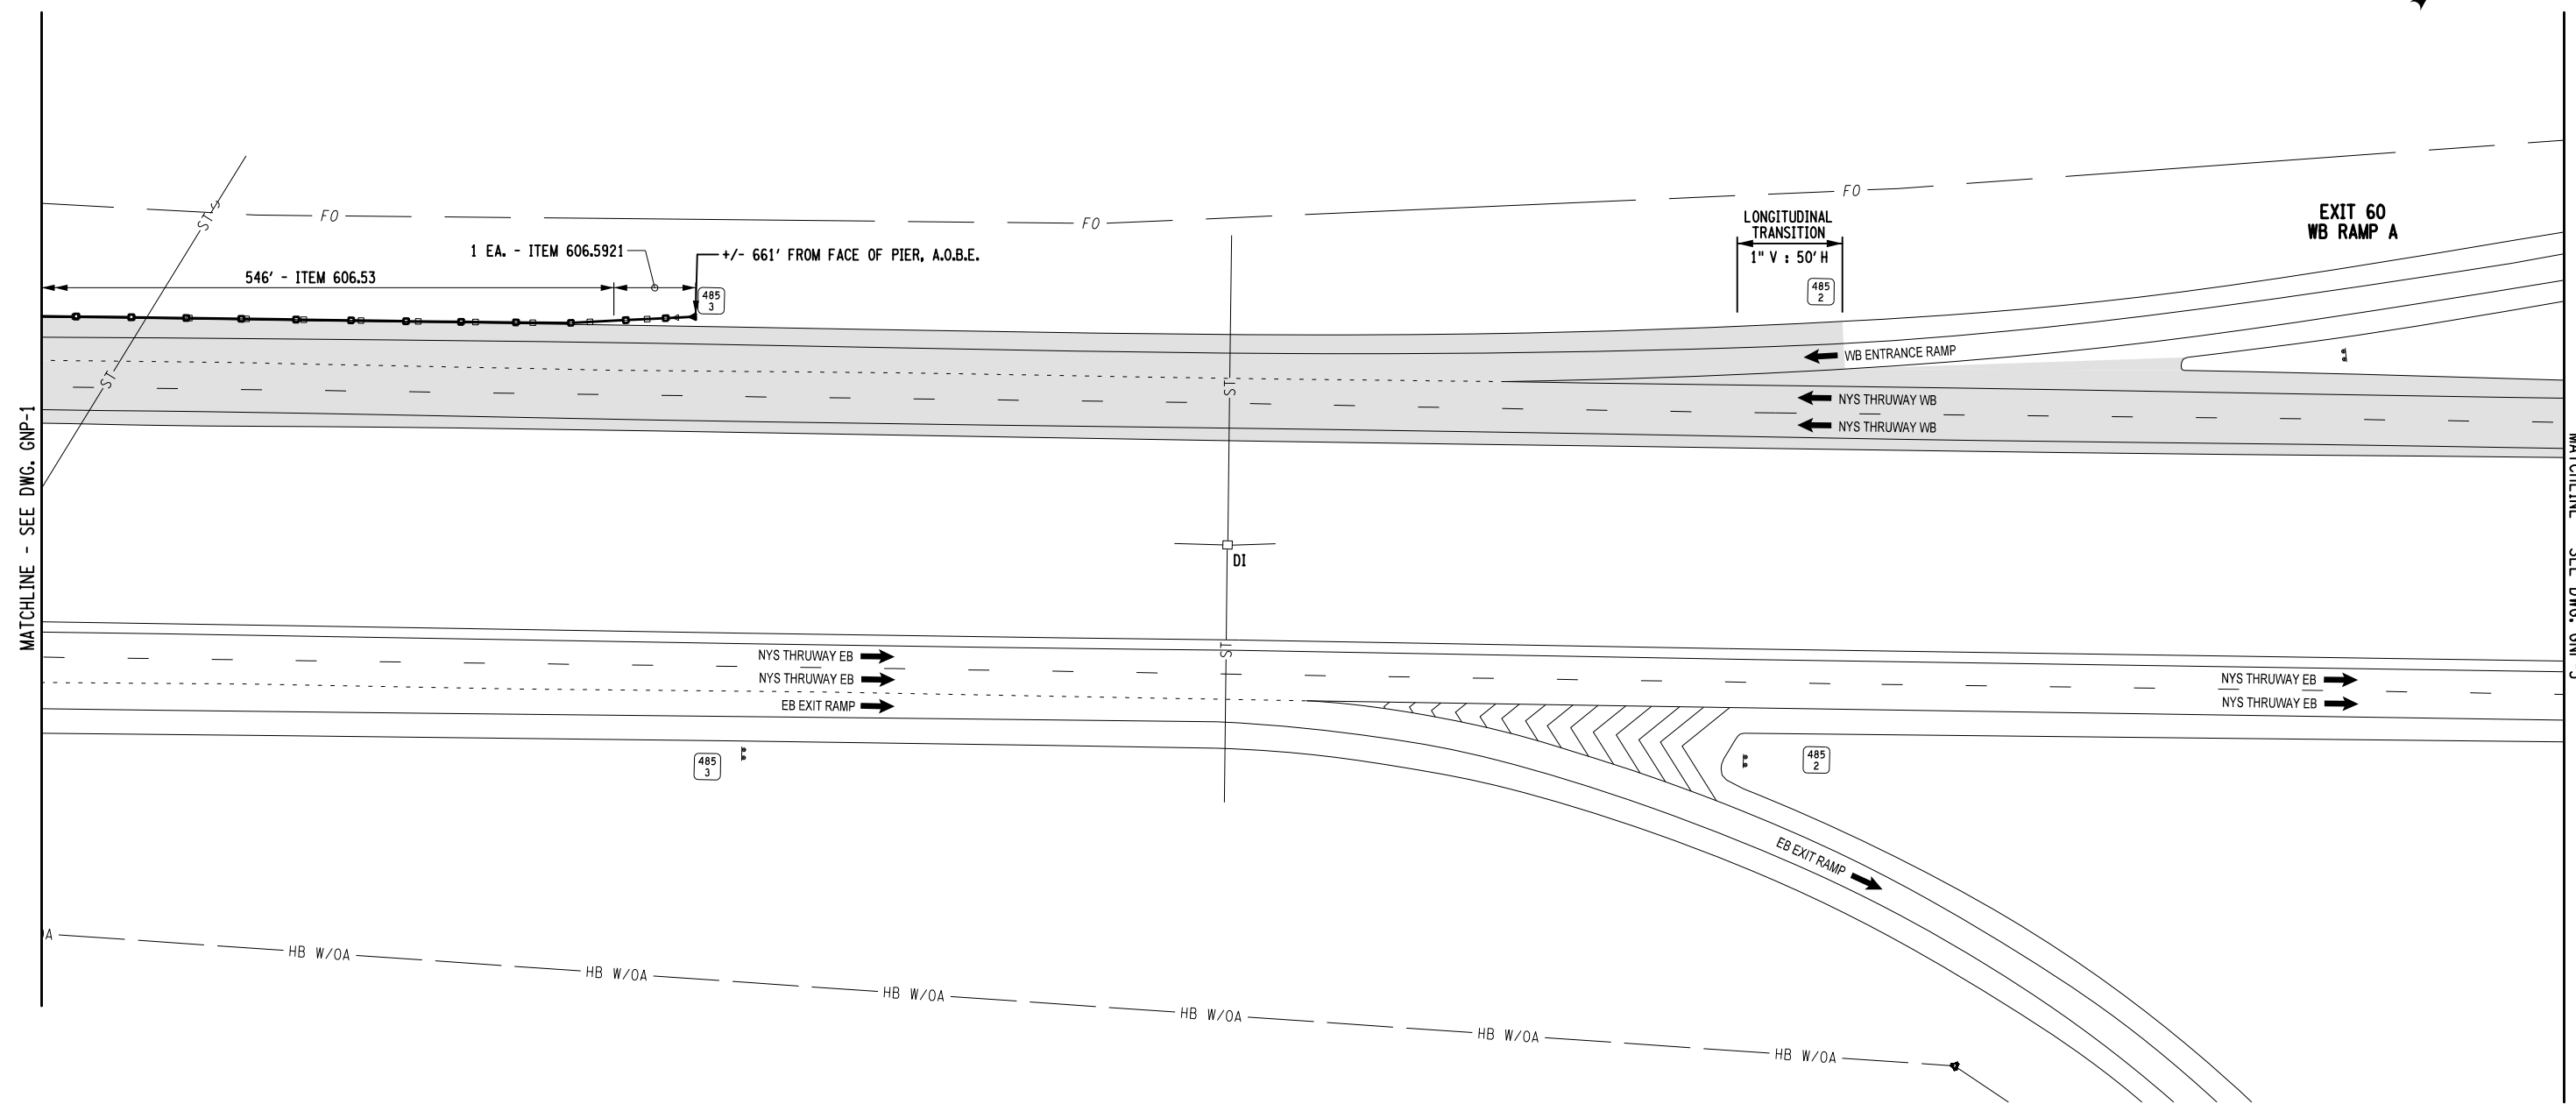 FO
EXIT 60
WB RAMP A
ST S
FO
FO
LONGITUDINAL
TRANSITION
1" V : 50' H
1 EA. - ITEM 606.5921
+/- 661' FROM FACE OF PIER, A.O.B.E.
546' - ITEM 606.53
485
3
485
2
WB ENTRANCE RAMP
ST
ST
NYS THRUWAY WB
NYS THRUWAY WB
MATCHLINE - SEE DWG. GNP-1
DI
ST
NYS THRUWAY EB
NYS THRUWAY EB
EB EXIT RAMP
NYS THRUWAY EB
NYS THRUWAY EB
485
3
485
2
EB EXIT RAMP
HB W/OA
HB W/OA
HB W/OA
HB W/OA
HB W/OA
HB W/OA